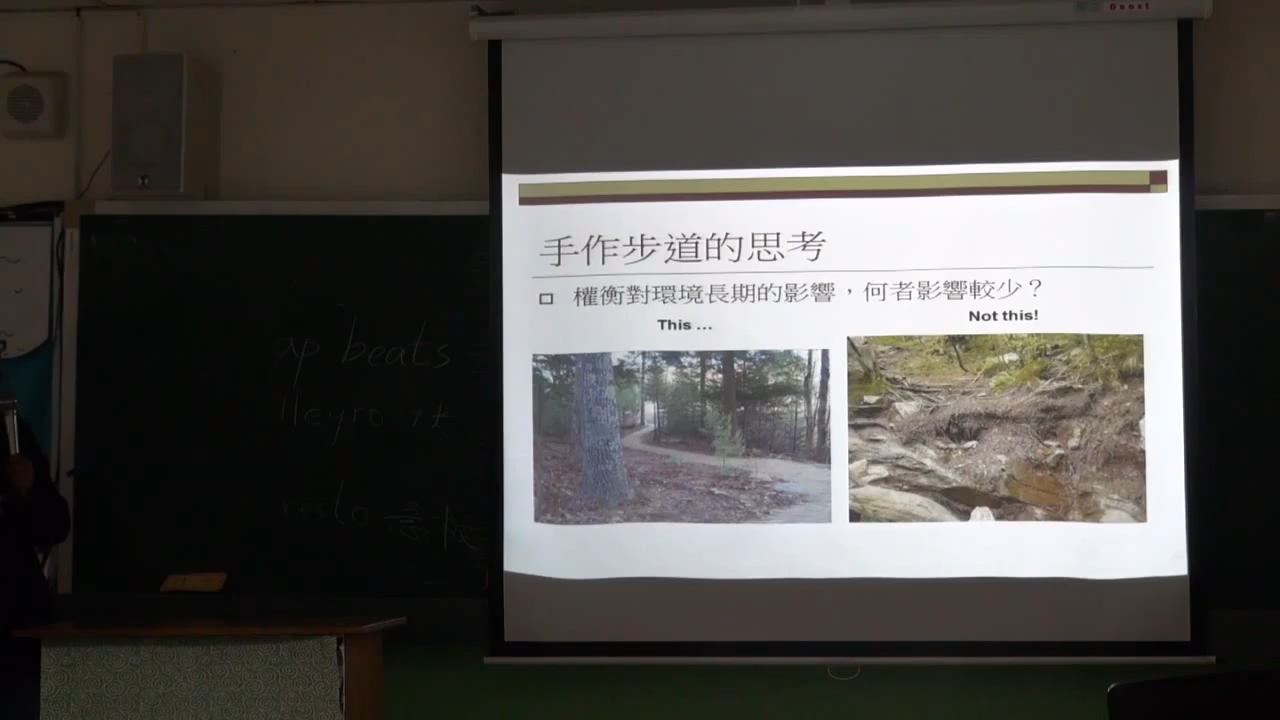 手作步道的思考
權衡對環境長期的影響，何者影響較少？
This ...
Not this!
beats